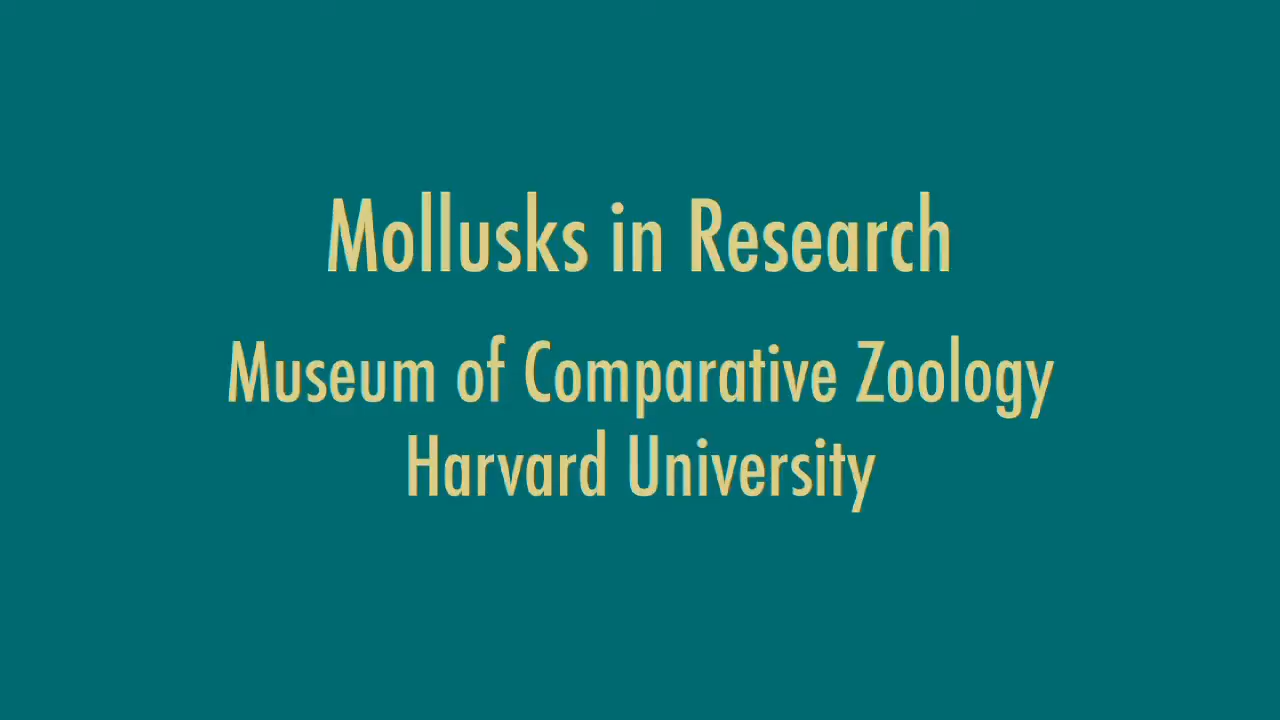 Mollusks in Research
Museum of Comparative Zoology
Harvard University